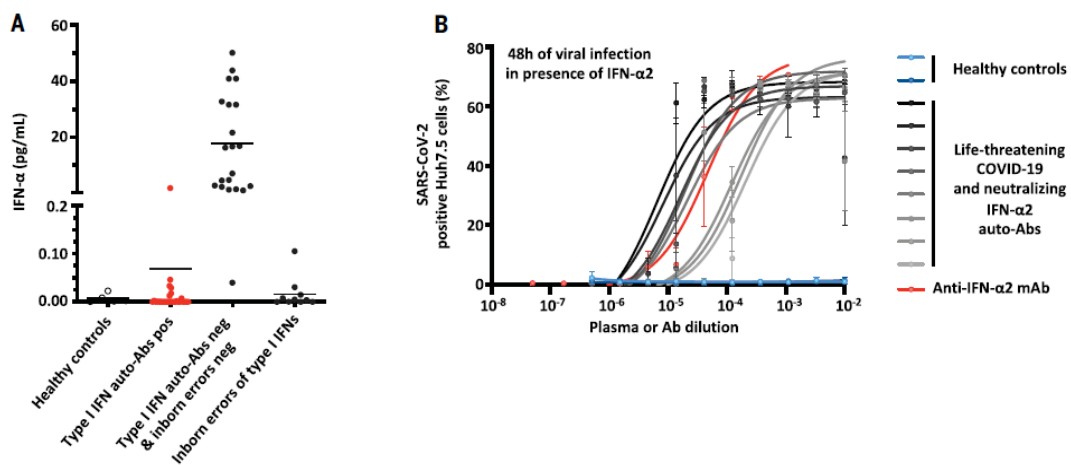 A
IFN-α (pg/mL)
60
40
20
0
0.2
0.10
0.00
Healthy controls
Type I IFN auto-Abs pos
Type I IFN auto-Abs neg
& inborn errors neg
Inborn errors of type I IFNs
B
48h of viral infection
in presence of IFN-α2
SARS-CoV-2
positive Huh7.5 cells (%)
80
60
40
20
0
10-8
10-7
10-6
10-5
10-4
10-3
10-2
Plasma or Ab dilution
Healthy controls
Life-threatening
COVID-19
and neutralizing
IFN-α2
auto-Abs
Anti-IFN-α2 mAb